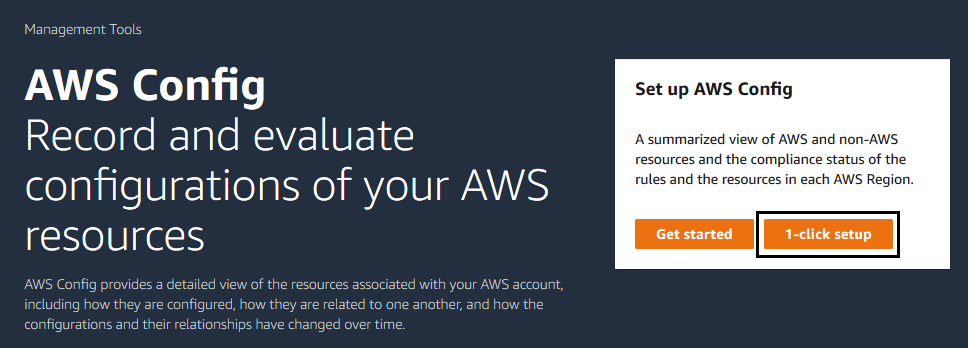 Management Tools
AWS Config
Record and evaluate
configurations of your AWS
resources
AWS Config provides a detailed view of the resources associated with your AWS account,
including how they are configured, how they are related to one another, and how the
configurations and their relationships have changed over time.
Set up AWS Config
A summarized view of AWS and non-AWS
resources and the compliance status of the
rules and the resources in each AWS Region.
Get started
1-click setup